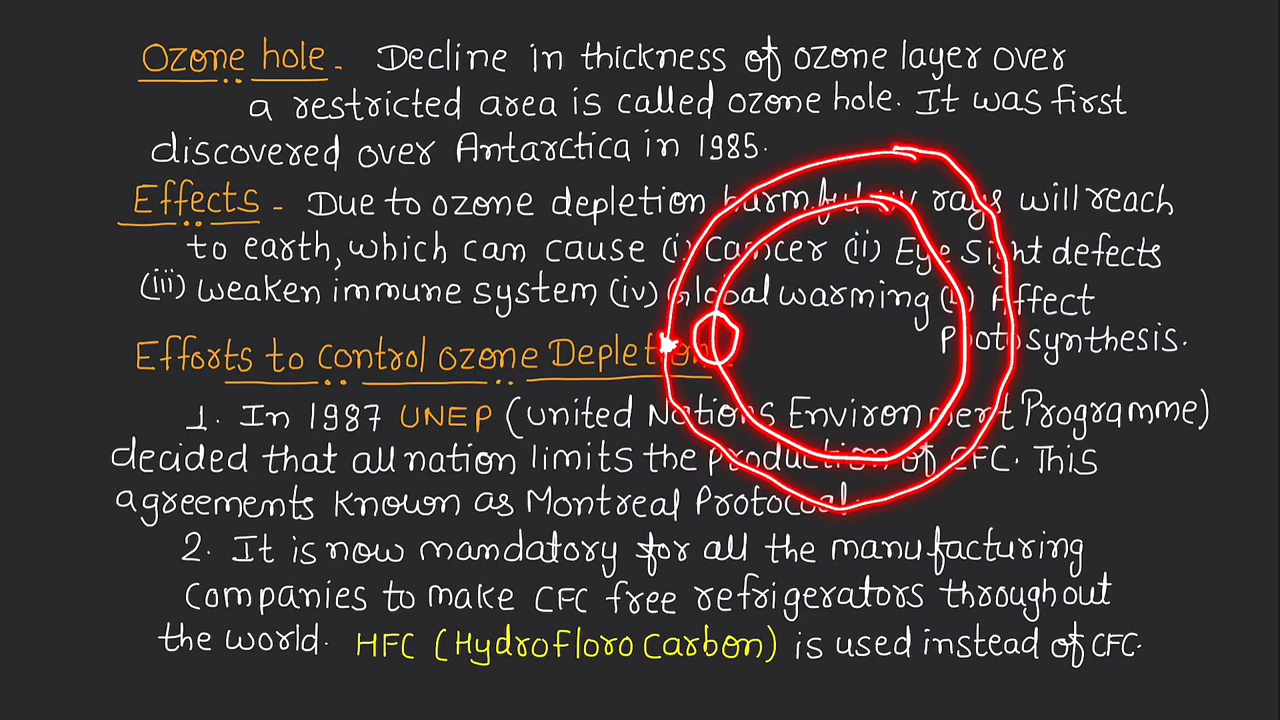 Ozone hole - Decline in thickness of ozone layer over
a restricted area is called ozone hole. It was first
discovered over Antarctica in 1985.
Effects - Due to ozone depletion harmful uv rays will reach
to earth, which can cause (i) Cancer (ii) Eye Sight defects
(iii) weaken immune system (iv) Global warming (v) Affect
Photosynthesis.
Efforts to control ozone Depletion
1. In 1987 UNEP (United Nations Environment Programme)
decided that all nation limits the production of CFC. This
agreements known as Montreal Protocoal.
2. It is now mandatory for all the manufacturing
companies to make CFC free refrigerators throughout
the world. HFC (Hydrofloro Carbon) is used instead of CFC.